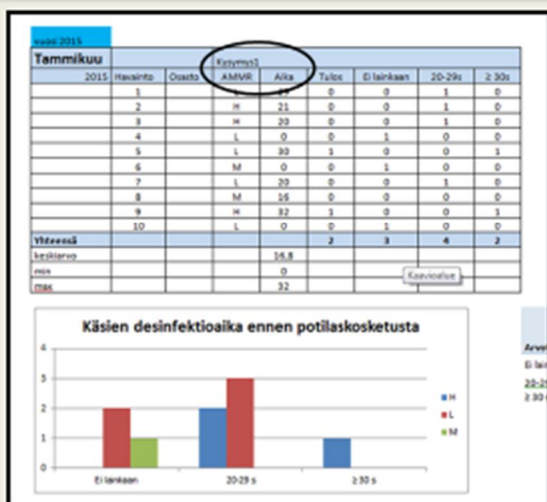 vuosi 2015
Tammikuu Kysymys1
2015 Havainto Osasto AMMR Aika Tulos Ei lainkaan 20-29s ≥ 30s
1 0 0 1 0
2 H 21 0 0 1 0
3 H 20 0 0 1 0
4 L 0 0 1 0 0
5 L 30 1 0 0 1
6 M 0 0 1 0 0
7 L 20 0 0 1 0
8 M 16 0 0 0 0
9 H 32 1 0 0 1
10 L 0 0 1 0 0
Yhteensä 2 3 4 2
keskiarvo 16,8
min 0
max 32
Kaavioalue
Käsien desinfektioaika ennen potilaskosketusta
4
3
2
1
0
Ei lainkaan 20-29 s ≥ 30 s
H
L
M
20-29
≥ 30 s